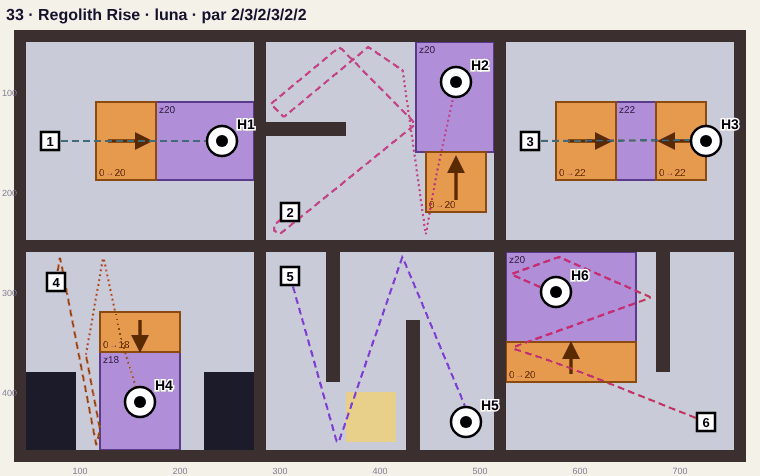 33 · Regolith Rise · luna · par 2/3/2/3/2/2
100
200
300
400
100
200
300
400
500
600
700
1
z20
H1
0→20
z20
H2
2
0→20
3
z22
H3
0→22
0→22
4
0→18
z18
H4
5
H5
z20
H6
0→20
6